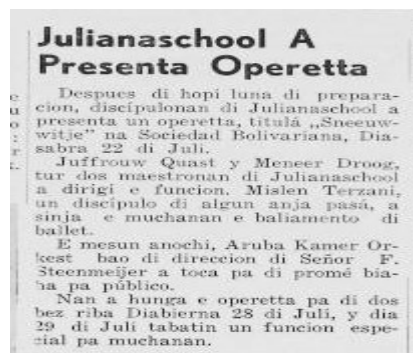 Julianaschool A
Presenta Operetta
Despues di hopi luna di prepara-
cion, discípulonan di Julianaschool a
presenta un operetta, titulá „Sneeuw-
witje” na Sociedad Bolivariana, Dia-
sabra 22 di Juli.
Juffrouw Quast y Meneer Droog,
tur dos maestronan di Julianaschool
a dirigi e funcion. Mislen Terzani,
un discípulo di algun anja pasá, a
sinja e muchanan e baliamento di
ballet.
E mesun anochi, Aruba Kamer Or-
kest bao di direccion di Señor F.
Steenmeijer a toca pa di promé bia-
ha pa público.
Nan a hunga e operetta pa di dos
bez riba Diabierna 28 di Juli, y dia
29 di Juli tabatin un funcion espe-
cial pa muchanan.